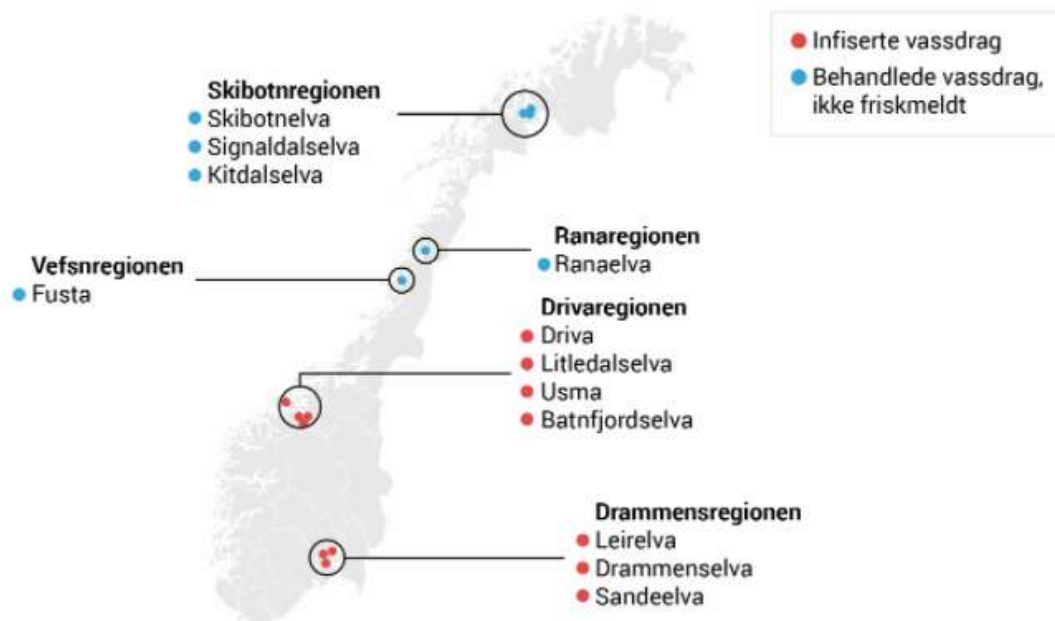 Infiserte vassdrag
Behandlede vassdrag,
ikke friskmeldt
Skibotnregionen
Skibotnelva
Signaldalselva
Kitdalselva
Ranaregionen
Ranaelva
Vefsnregionen
Fusta
Drivaregionen
Driva
Litledalselva
Usma
Batnfjordselva
Drammensregionen
Leirelva
Drammenselva
Sandeelva